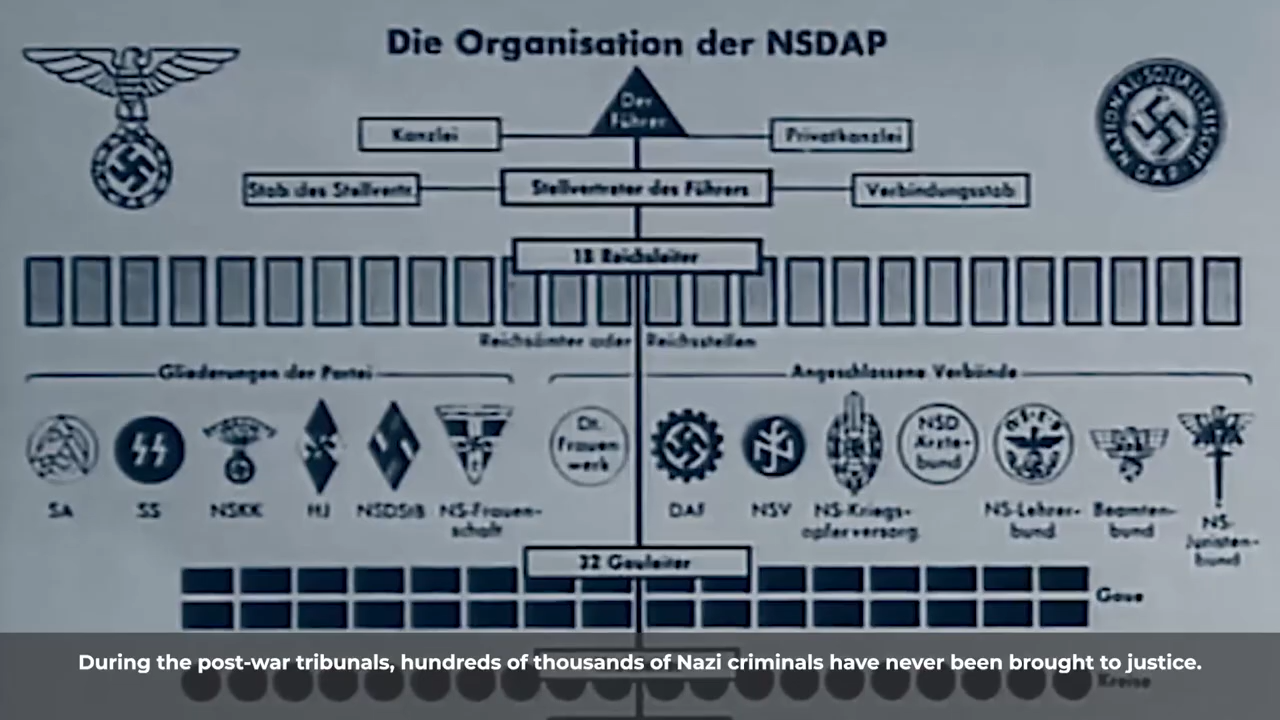 Die Organisation der NSDAP
Der
Führer
Kanzlei
Privatkanzlei
Stab des Stellvertr.
Stellvertreter des Führers
Verbindungsstab
NATIONAL-SOZIALISTISCHE
D.A.P.
18 Reichsleiter
Reichsämter oder Reichsstellen
Gliederungen der Partei
Angeschlossene Verbände
Dt.
Frauen
werk
NSD
Ärzte-
bund
SA
SS
NSKK
HJ
NSDStB
NS-Frauen-
schaft
DAF
NSV
NS-Kriegs-
opferversorg.
NS-Lehrer-
bund
Beamten-
bund
NS-
Juristen-
bund
32 Gauleiter
Gaue
During the post-war tribunals, hundreds of thousands of Nazi criminals have never been brought to justice.
Kreise